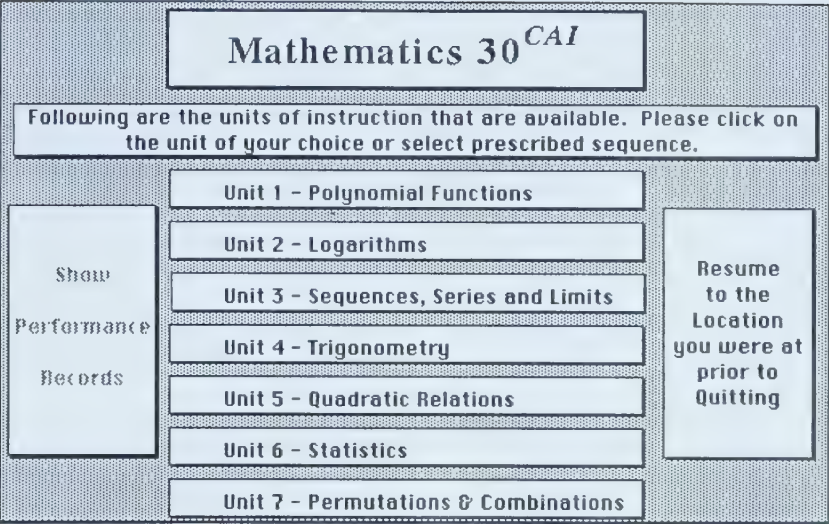 Mathematics 30 CAI
Following are the units of instruction that are available. Please click on
the unit of your choice or select prescribed sequence.
Show
Performance
Records
Unit 1 - Polynomial Functions
Unit 2 - Logarithms
Unit 3 - Sequences, Series and Limits
Unit 4 - Trigonometry
Unit 5 - Quadratic Relations
Unit 6 - Statistics
Unit 7 - Permutations & Combinations
Resume
to the
Location
you were at
prior to
Quitting